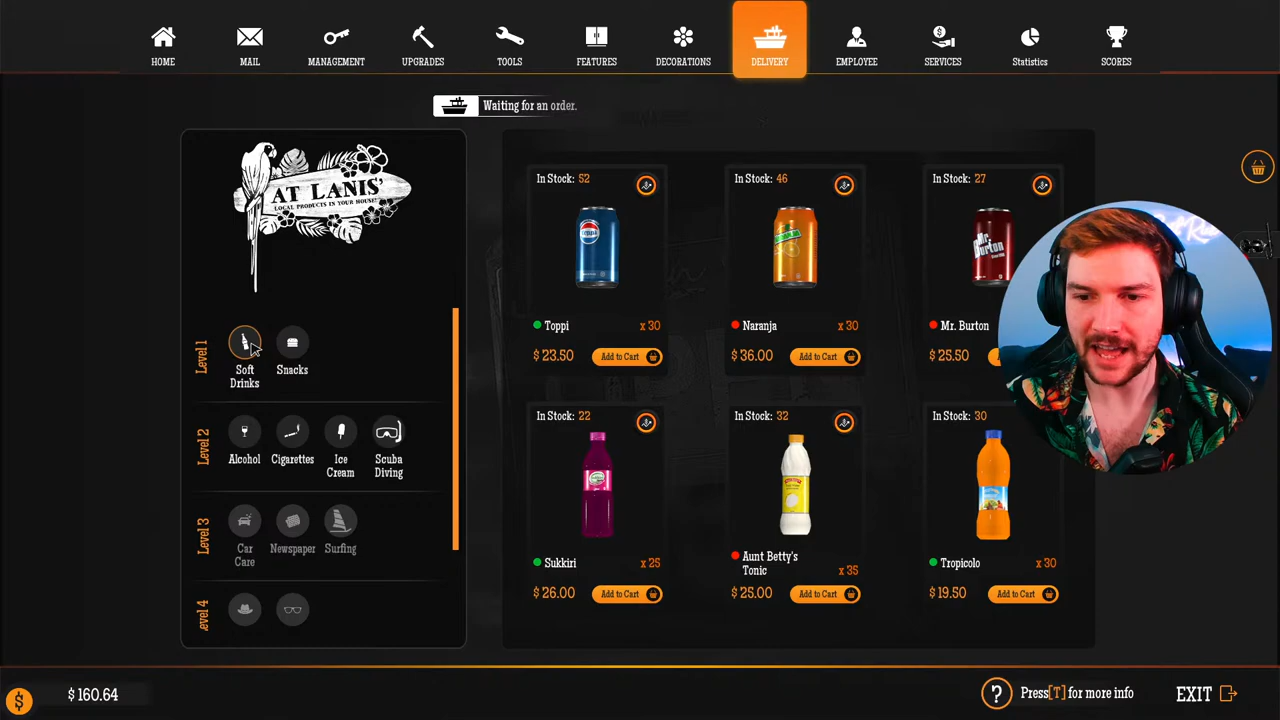 HOME
MAIL
MANAGEMENT
UPGRADES
TOOLS
FEATURES
DECORATIONS
DELIVERY
EMPLOYEE
SERVICES
Statistics
SCORES
Waiting for an order.
AT LANIS'
LOCAL PRODUCTS IN YOUR HOUSE!
Level 1
Soft
Drinks
Snacks
Level 2
Alcohol
Cigarettes
Ice
Cream
Scuba
Diving
Level 3
Car
Care
Newspaper
Surfing
evel 4
In Stock: 52
Toppi x 30
$ 23.50 Add to Cart
In Stock: 46
Naranja x 30
$ 36.00 Add to Cart
In Stock: 27
Mr. Burton
Mr. Burton
$ 25.50
In Stock: 22
Sukkiri x 25
$ 26.00 Add to Cart
In Stock: 32
Aunt Betty's
Tonic x 35
$ 25.00 Add to Cart
In Stock: 30
Tropicolo x 30
$ 19.50 Add to Cart
$ 160.64
? Press[T] for more info
EXIT